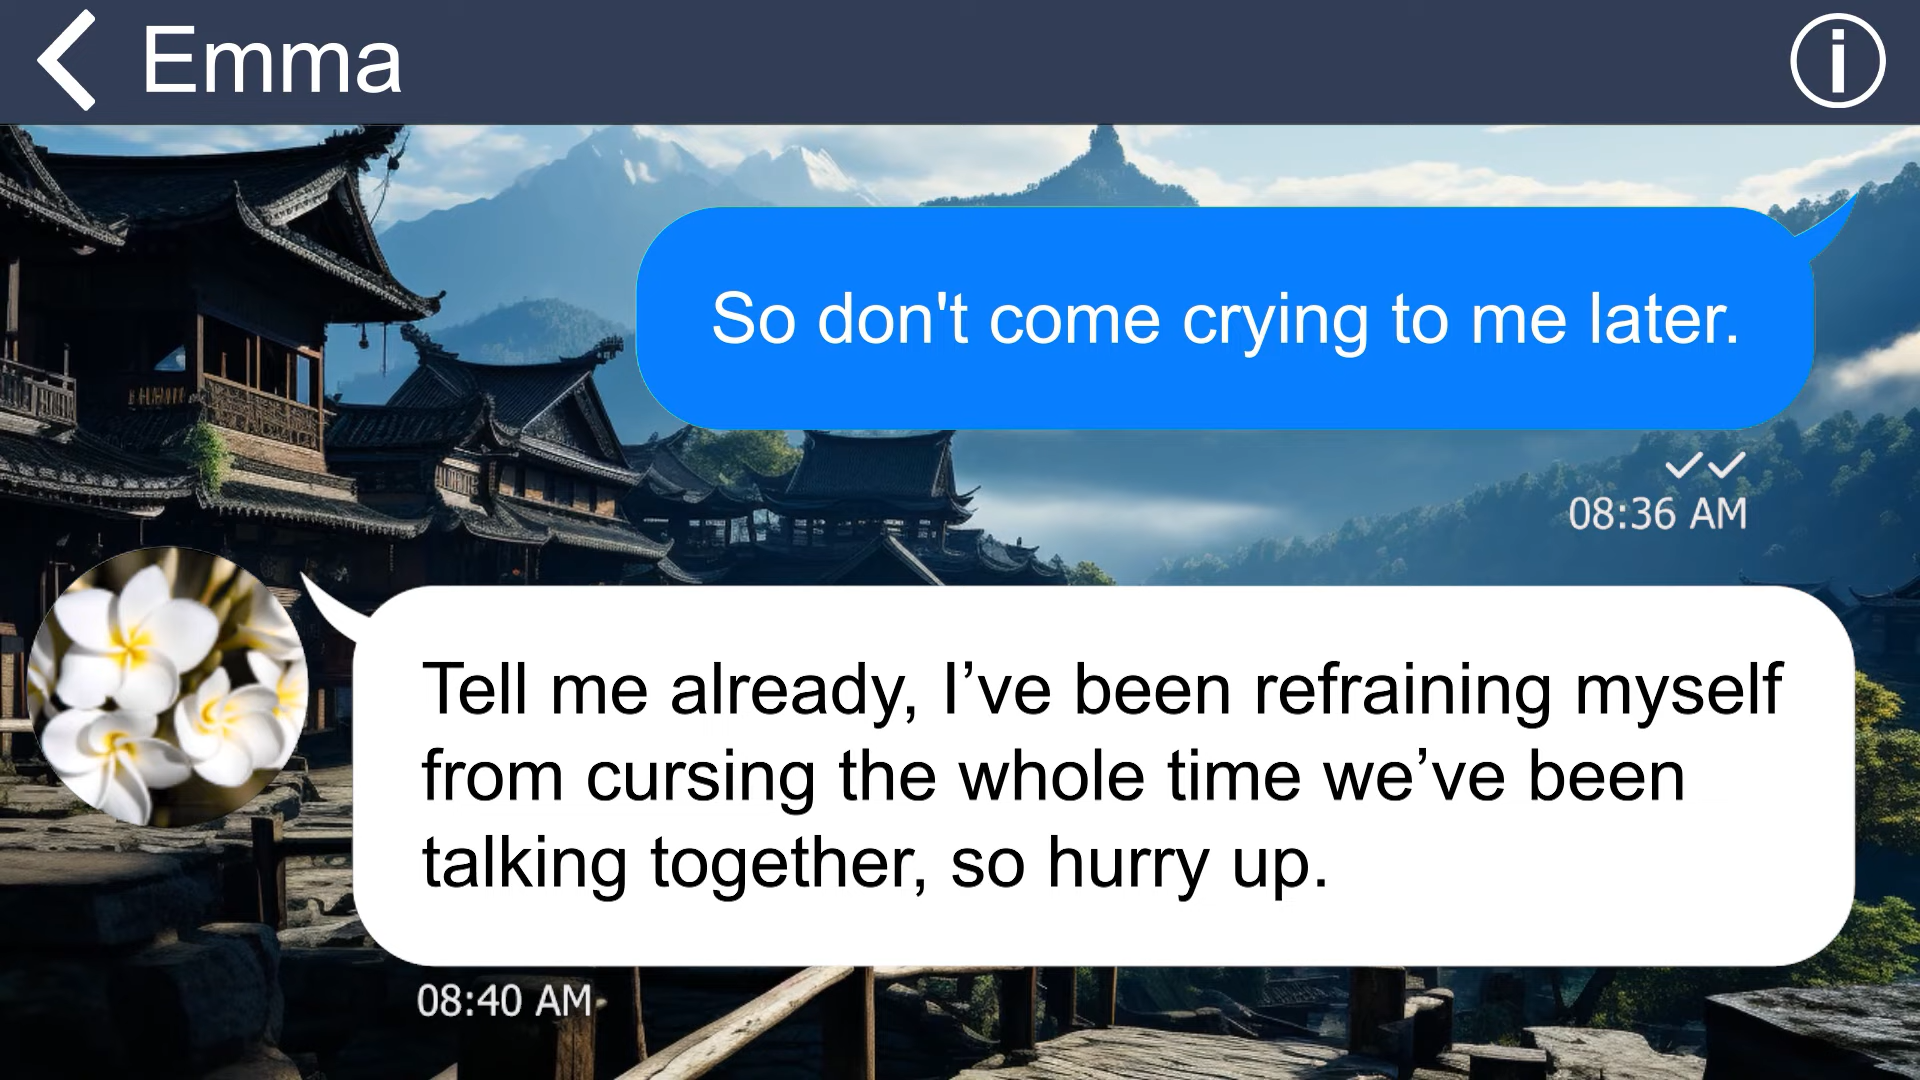 Emma
So don't come crying to me later.
08:36 AM
Tell me already, I’ve been refraining myself
from cursing the whole time we’ve been
talking together, so hurry up.
08:40 AM